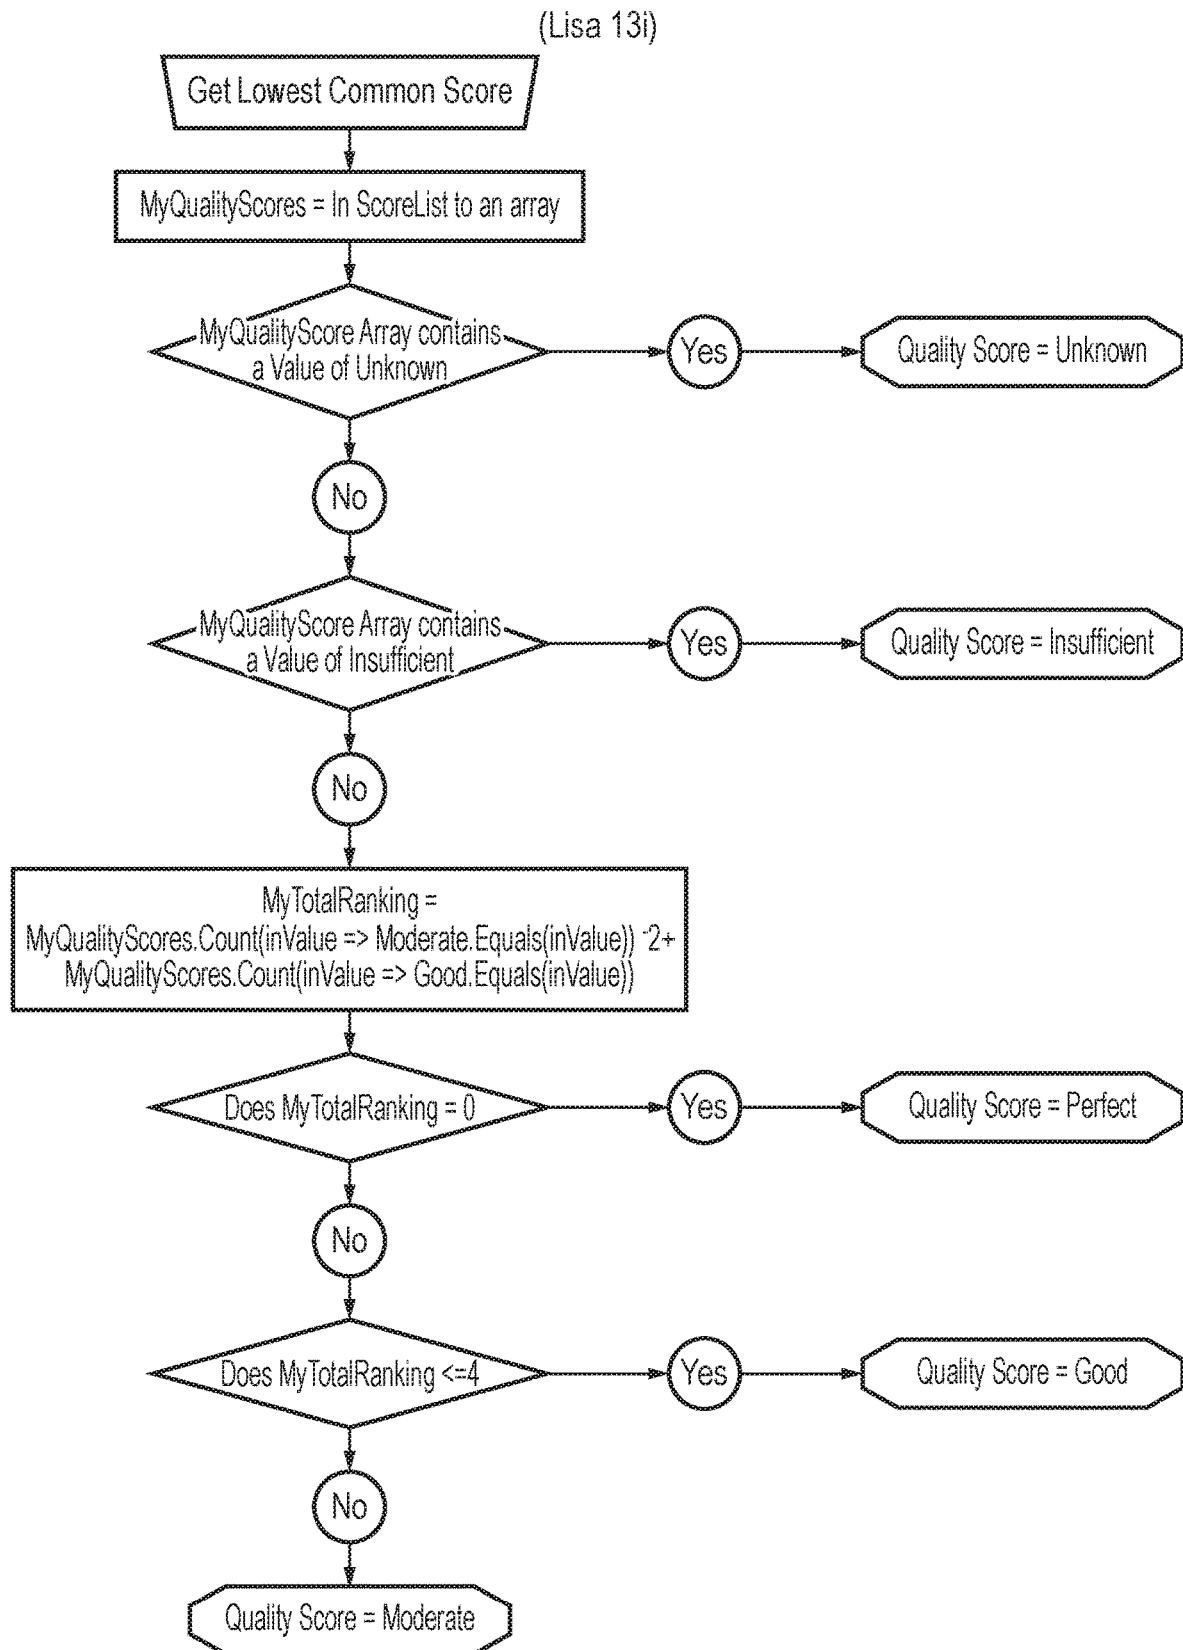 (Lisa 13i)
Get Lowest Common Score
MyQualityScores = In ScoreList to an array
MyQualityScore Array contains
a Value of Unknown
Yes
Quality Score = Unknown
No
MyQualityScore Array contains
a Value of Insufficient
Yes
Quality Score = Insufficient
No
MyTotalRanking =
MyQualityScores.Count(inValue => Moderate.Equals(inValue)) -2+
MyQualityScores.Count(inValue => Good.Equals(inValue))
Does MyTotalRanking = 0
Yes
Quality Score = Perfect
No
Does MyTotalRanking <=4
Yes
Quality Score = Good
No
Quality Score = Moderate